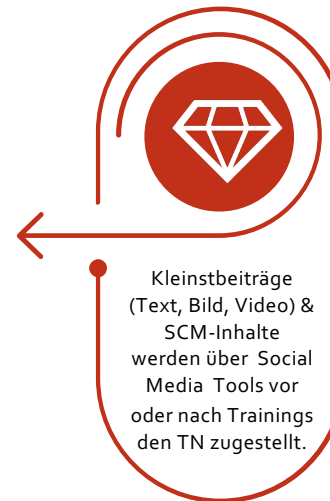 Kleinstbeiträge
(Text, Bild, Video) &
SCM-Inhalte
werden über Social
Media Tools vor
oder nach Trainings
den TN zugestellt.